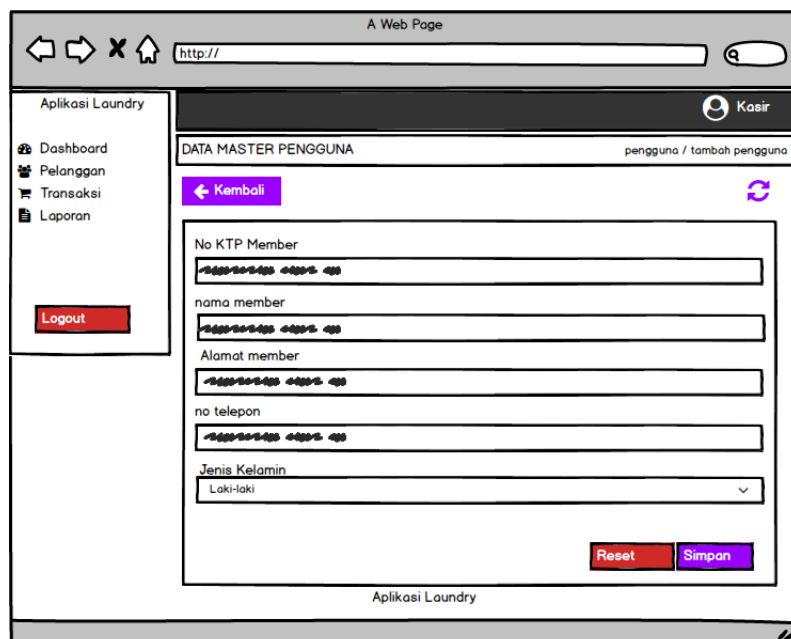 A Web Page
http://
Aplikasi Laundry
Kasir
Dashboard
Pelanggan
Transaksi
Laporan
Logout
DATA MASTER PENGGUNA
pengguna / tambah pengguna
Kembali
No KTP Member
nama member
Alamat member
no telepon
Jenis Kelamin
Laki-laki
Reset
Simpan
Aplikasi Laundry